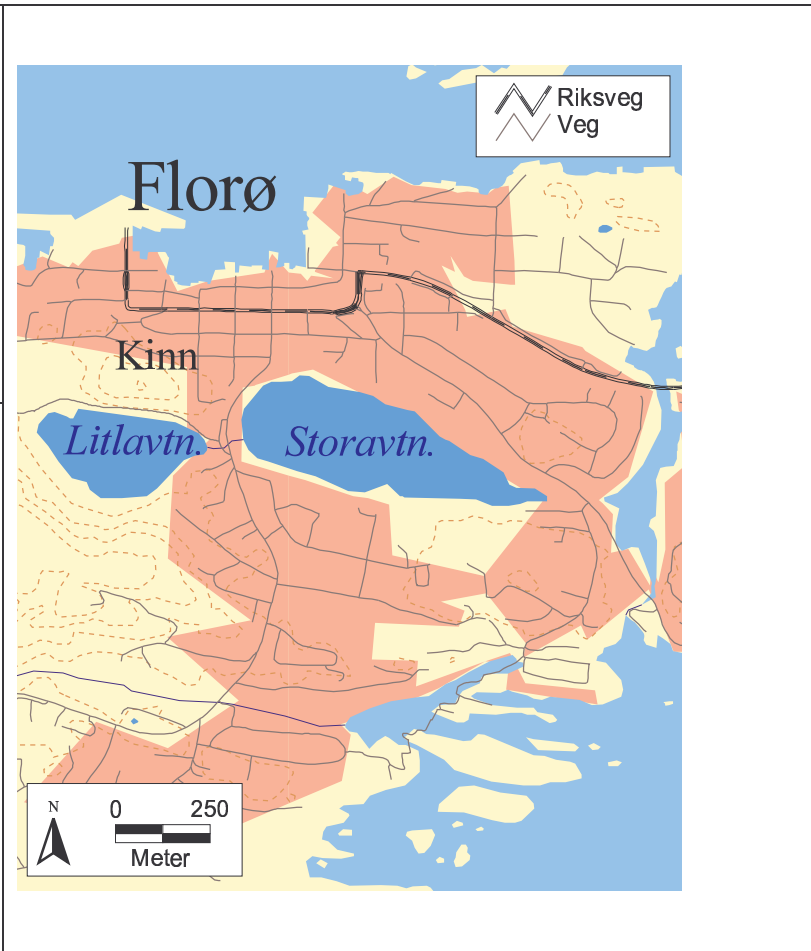 Riksveg
Veg
Florø
Kinn
Litlavtn.
Storavtn.
N
0 250
Meter